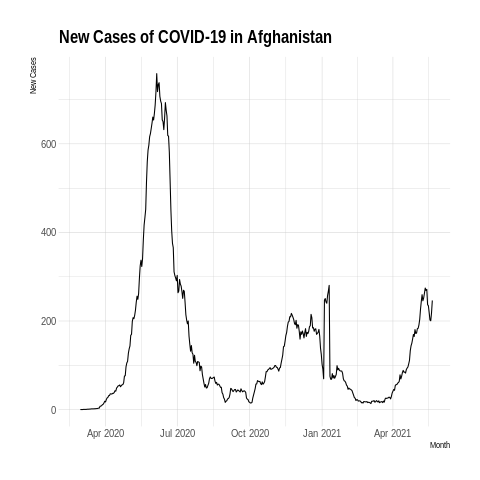 New Cases of COVID-19 in Afghanistan
New Cases
600
400
200
0
Apr 2020 Jul 2020 Oct 2020 Jan 2021 Apr 2021
Month